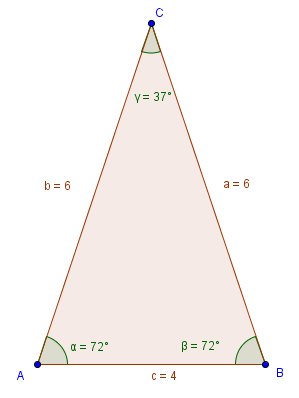 C
γ = 37°
b = 6
a = 6
α = 72°
β = 72°
A
B
c = 4